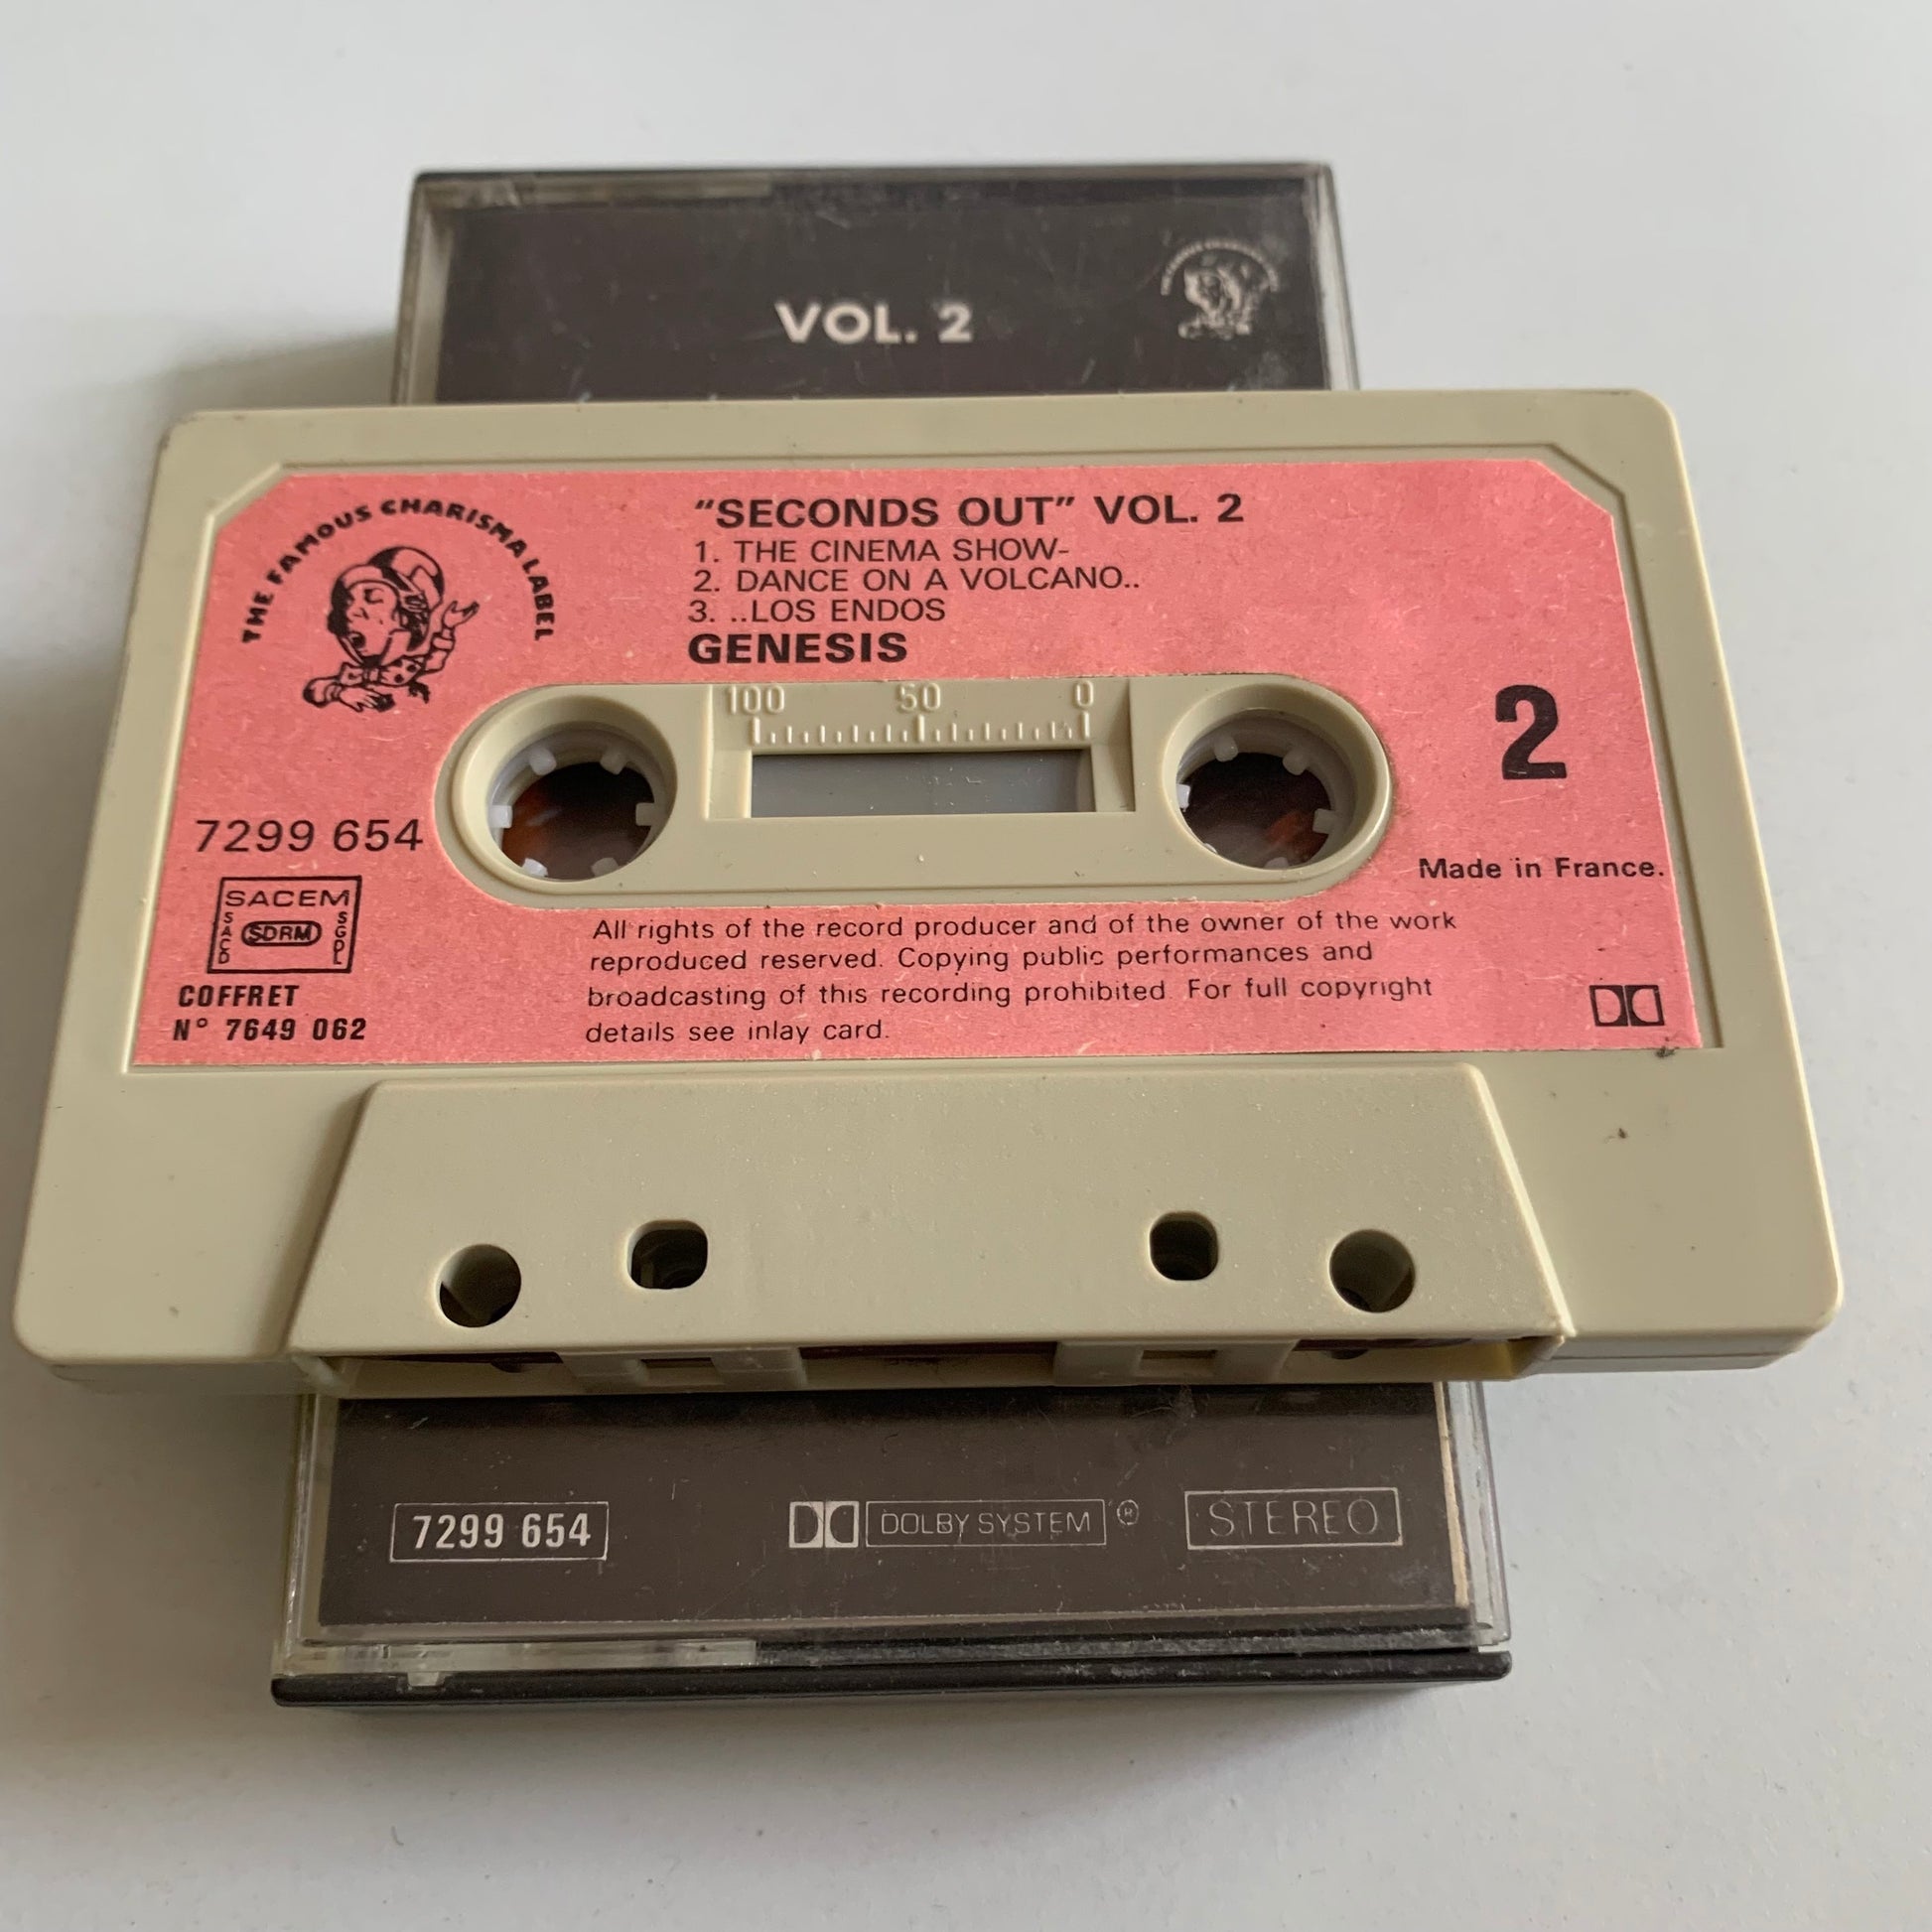 VOL. 2
THE FAMOUS CHARISMA LABEL
"SECONDS OUT" VOL. 2
1. THE CINEMA SHOW-
2. DANCE ON A VOLCANO..
3. ..LOS ENDOS
GENESIS
100 50 0
2
7299 654
Made in France.
SACEM
SACD
SDRM
SGDL
COFFRET
N° 7649 062
All rights of the record producer and of the owner of the work
reproduced reserved. Copying public performances and
broadcasting of this recording prohibited. For full copyright
details see inlay card.
7299 654
DOLBY SYSTEM ®
STEREO